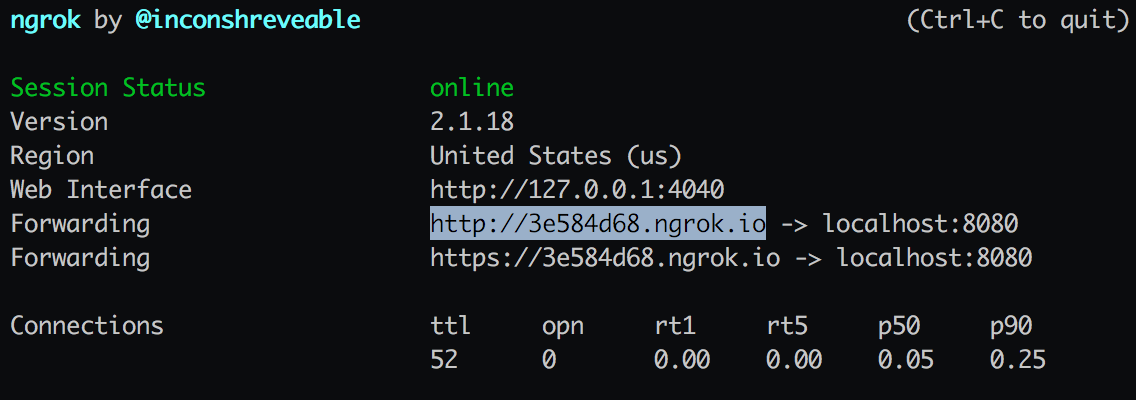 ngrok by @inconshreveable (Ctrl+C to quit)
Session Status online
Version 2.1.18
Region United States (us)
Web Interface http://127.0.0.1:4040
Forwarding http://3e584d68.ngrok.io -> localhost:8080
Forwarding https://3e584d68.ngrok.io -> localhost:8080
Connections ttl opn rt1 rt5 p50 p90
52 0 0.00 0.00 0.05 0.25